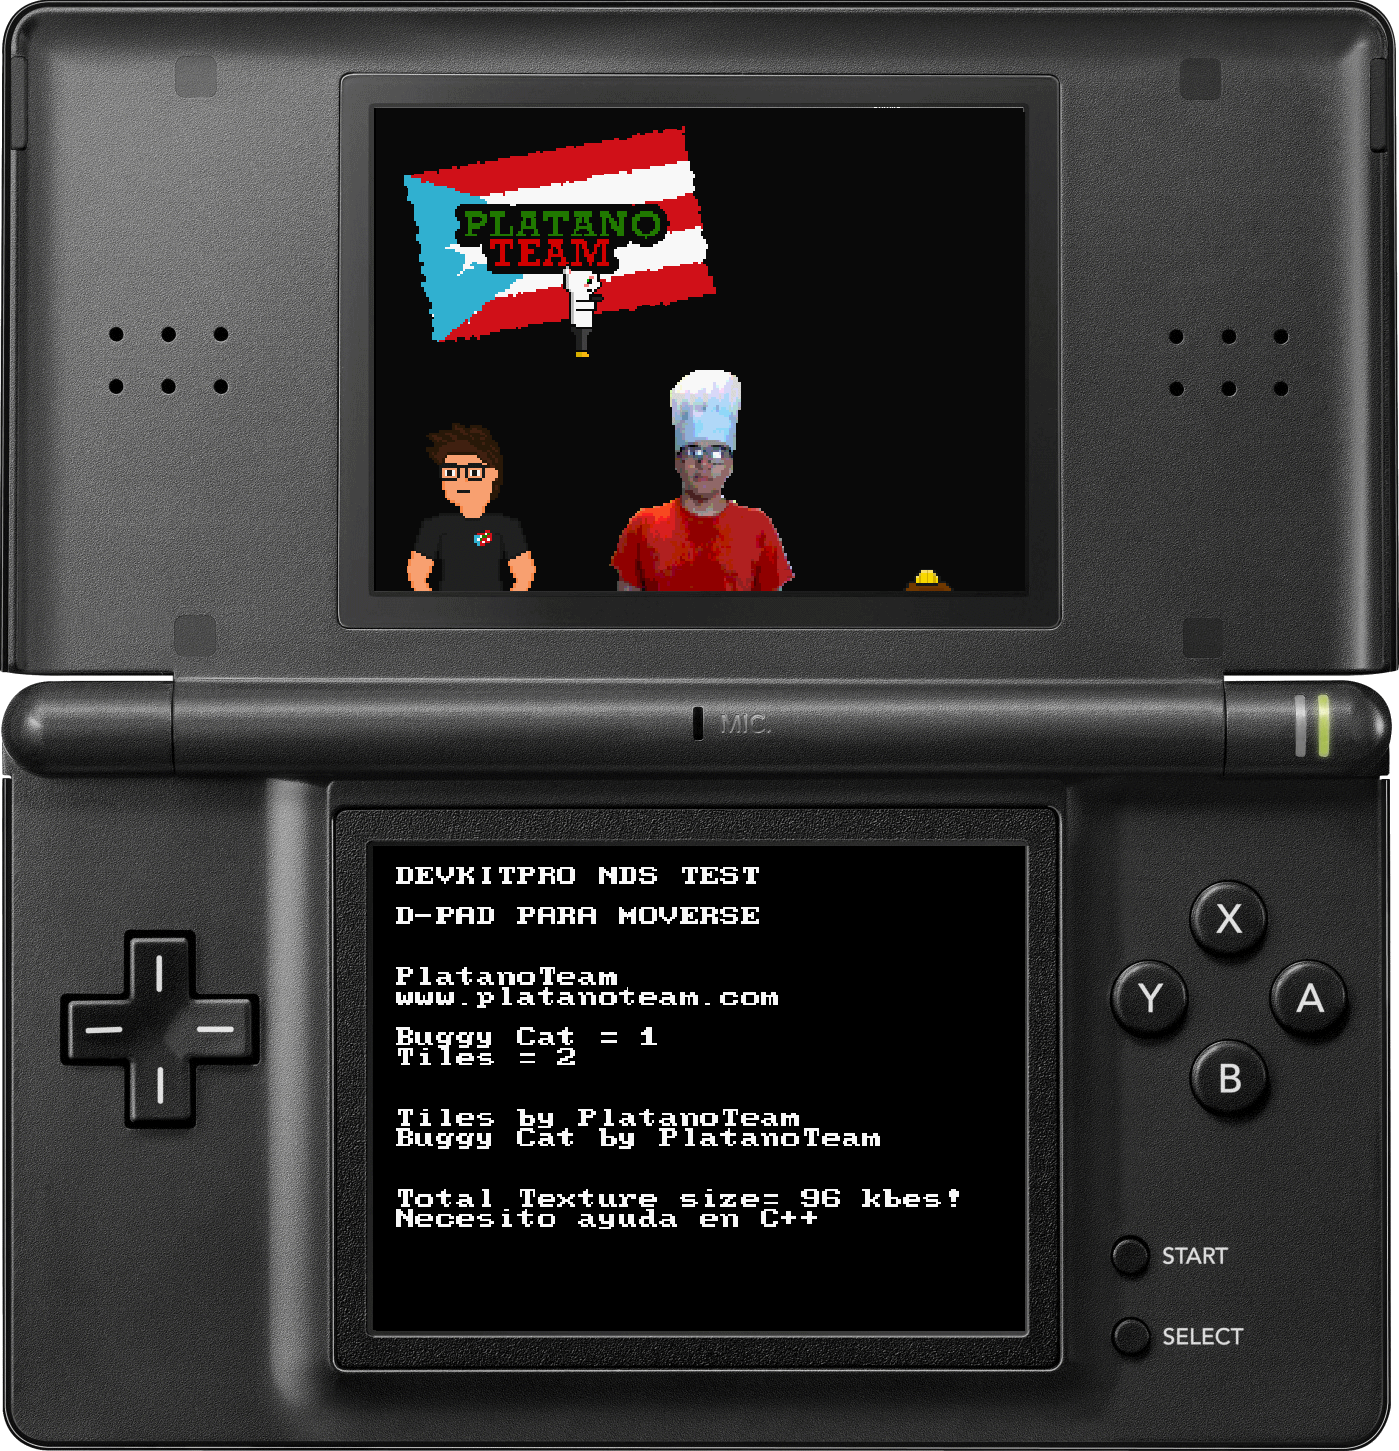 PLATANO
TEAM
MIC.
DEVKITPRO NDS TEST
D-PAD PARA MOVERSE
PlatanoTeam
www.platanoteam.com
Buggy Cat = 1
Tiles = 2
Tiles by PlatanoTeam
Buggy Cat by PlatanoTeam
Total Texture size= 96 kbes!
Necesito ayuda en C++
X
Y
A
B
START
SELECT